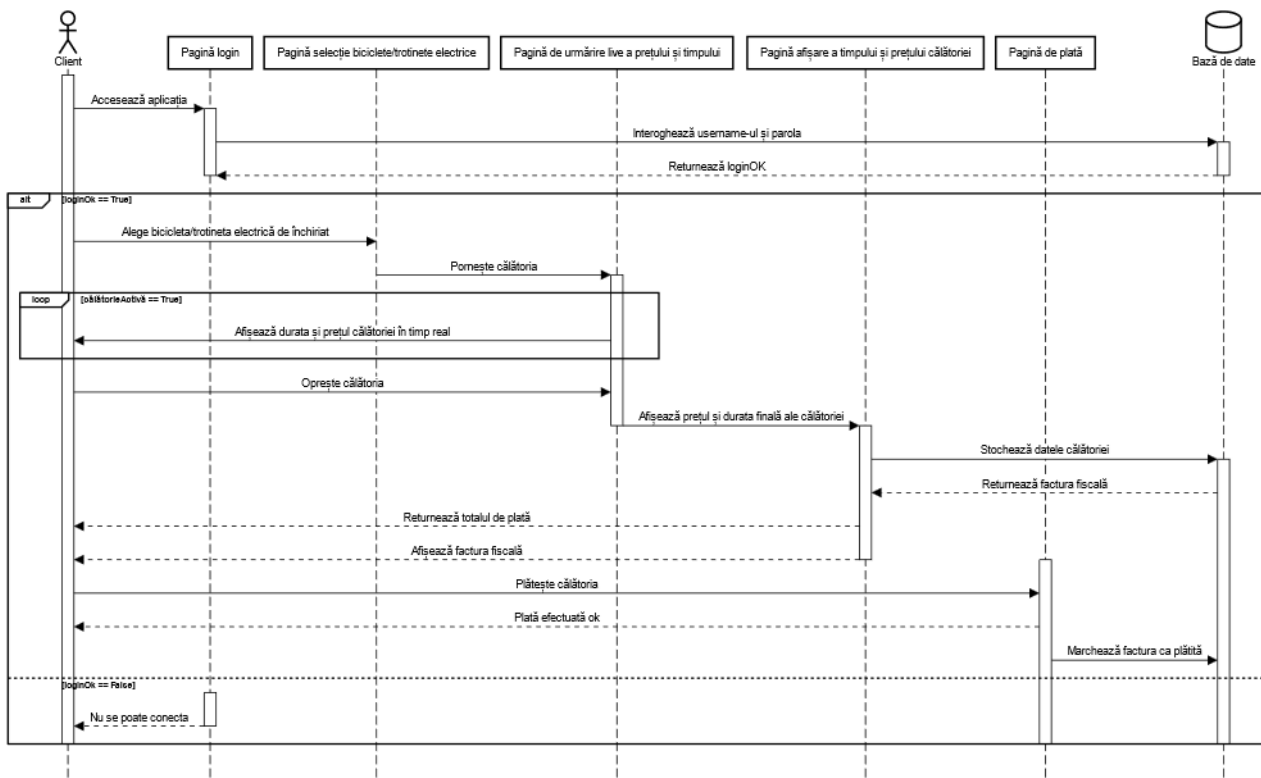 Client
Pagină login
Pagină selecție biciclete/trotinete electrice
Pagină de urmărire live a prețului și timpului
Pagină afișare a timpului și prețului călătoriei
Pagină de plată
Bază de date
Accesează aplicația
Interoghează username-ul și parola
Returnează loginOK
alt
[loginOk == True]
Alege bicicleta/trotineta electrică de închiriat
Pornește călătoria
loop
[călătorieActivă == True]
Afișează durata și prețul călătoriei în timp real
Oprește călătoria
Afișează prețul și durata finală ale călătoriei
Stochează datele călătoriei
Returnează factura fiscală
Returnează totalul de plată
Afișează factura fiscală
Plătește călătoria
Plată efectuată ok
Marchează factura ca plătită
[loginOk == False]
Nu se poate conecta